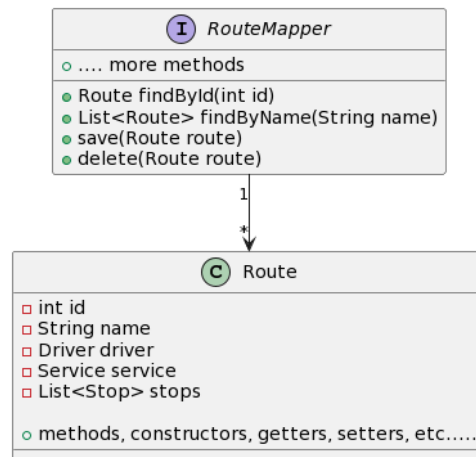 I RouteMapper
.... more methods
Route findById(int id)
List<Route> findByName(String name)
save(Route route)
delete(Route route)
1
*
C Route
int id
String name
Driver driver
Service service
List<Stop> stops
methods, constructors, getters, setters, etc.....